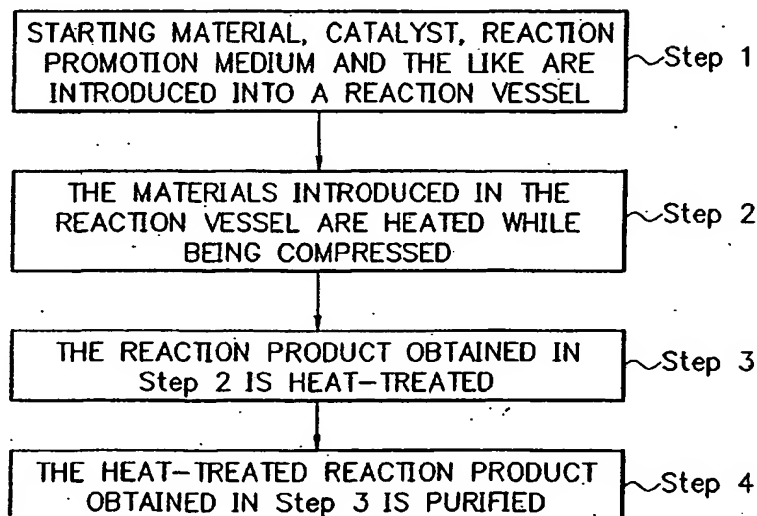 STARTING MATERIAL, CATALYST, REACTION
PROMOTION MEDIUM AND THE LIKE ARE
INTRODUCED INTO A REACTION VESSEL
Step 1
THE MATERIALS INTRODUCED IN THE
REACTION VESSEL ARE HEATED WHILE
BEING COMPRESSED
Step 2
THE REACTION PRODUCT OBTAINED IN
Step 2 IS HEAT-TREATED
Step 3
THE HEAT-TREATED REACTION PRODUCT
OBTAINED IN Step 3 IS PURIFIED
Step 4